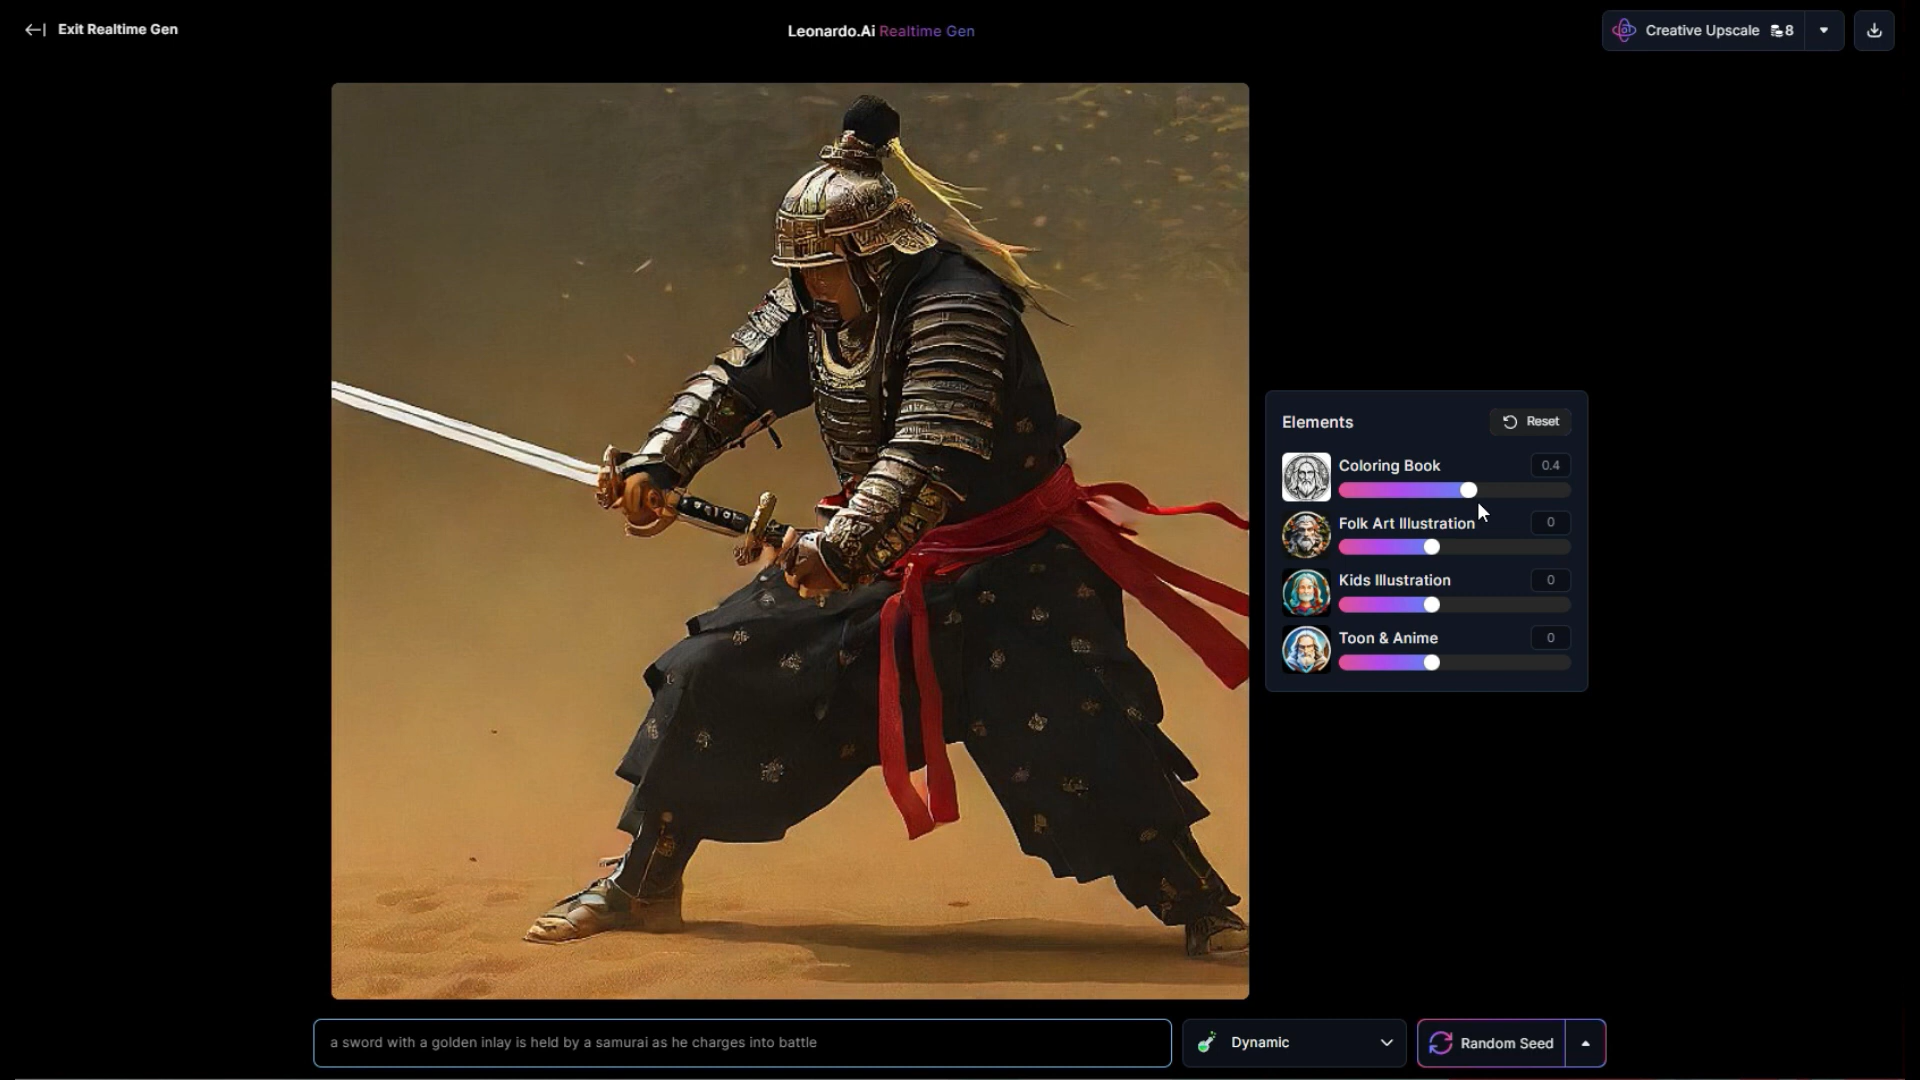 Exit Realtime Gen
Leonardo.Ai Realtime Gen
Creative Upscale 8
Elements
Reset
Coloring Book 0.4
Folk Art Illustration 0
Kids Illustration 0
Toon & Anime 0
a sword with a golden inlay is held by a samurai as he charges into battle
Dynamic
Random Seed